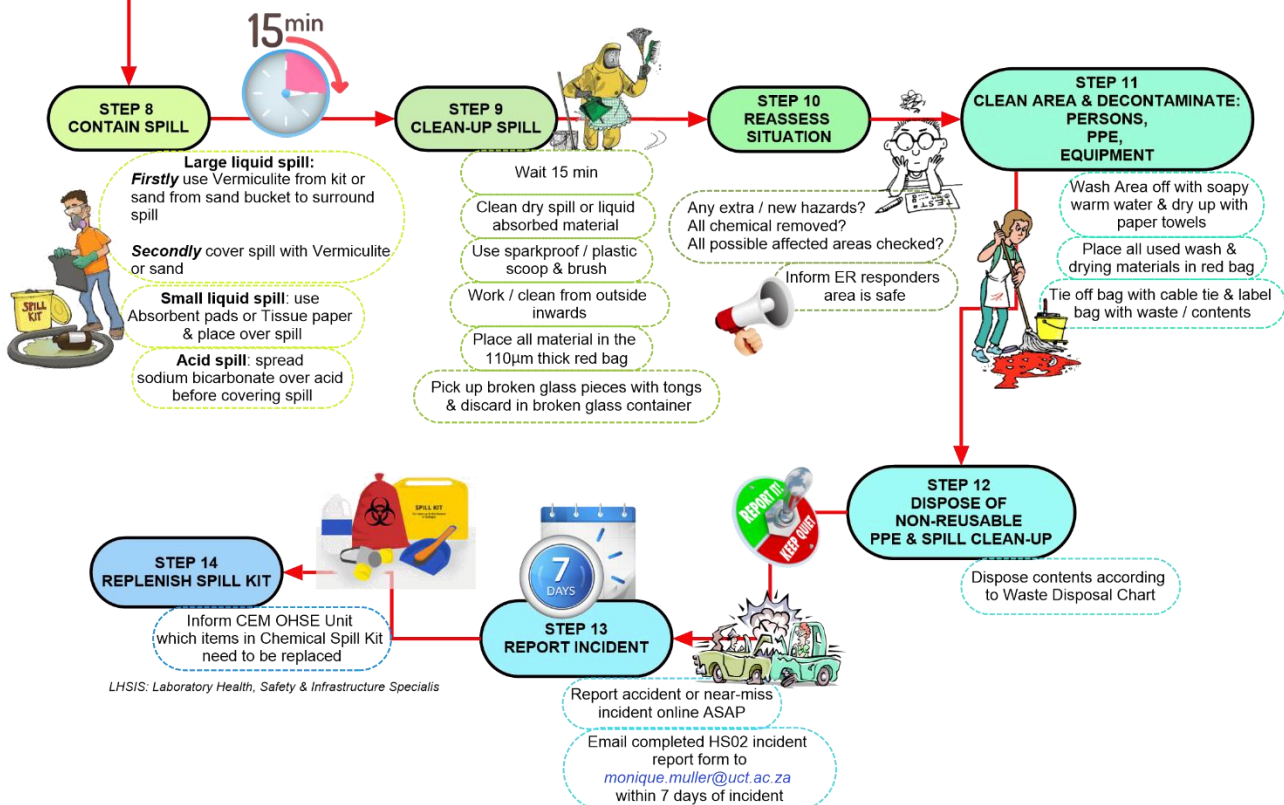 15 min
STEP 8
CONTAIN SPILL
Large liquid spill:
Firstly use Vermiculite from kit or
sand from sand bucket to surround
spill
Secondly cover spill with Vermiculite
or sand
Small liquid spill: use
Absorbent pads or Tissue paper
& place over spill
Acid spill: spread
sodium bicarbonate over acid
before covering spill
SPILL
KIT
STEP 9
CLEAN-UP SPILL
Wait 15 min
Clean dry spill or liquid
absorbed material
Use sparkproof / plastic
scoop & brush
Work / clean from outside
inwards
Place all material in the
110µm thick red bag
Pick up broken glass pieces with tongs
& discard in broken glass container
STEP 10
REASSESS
SITUATION
Any extra / new hazards?
All chemical removed?
All possible affected areas checked?
Inform ER responders
area is safe
STEP 11
CLEAN AREA & DECONTAMINATE:
PERSONS,
PPE,
EQUIPMENT
Wash Area off with soapy
warm water & dry up with
paper towels
Place all used wash &
drying materials in red bag
Tie off bag with cable tie & label
bag with waste / contents
STEP 12
DISPOSE OF
NON-REUSABLE
PPE & SPILL CLEAN-UP
Dispose contents according
to Waste Disposal Chart
REPORT IT!
KEEP QUIET
7
DAYS
STEP 13
REPORT INCIDENT
Report accident or near-miss
incident online ASAP
Email completed HS02 incident
report form to
monique.muller@uct.ac.za
within 7 days of incident
SPILL KIT
STEP 14
REPLENISH SPILL KIT
Inform CEM OHSE Unit
which items in Chemical Spill Kit
need to be replaced
LHSIS: Laboratory Health, Safety & Infrastructure Specialis